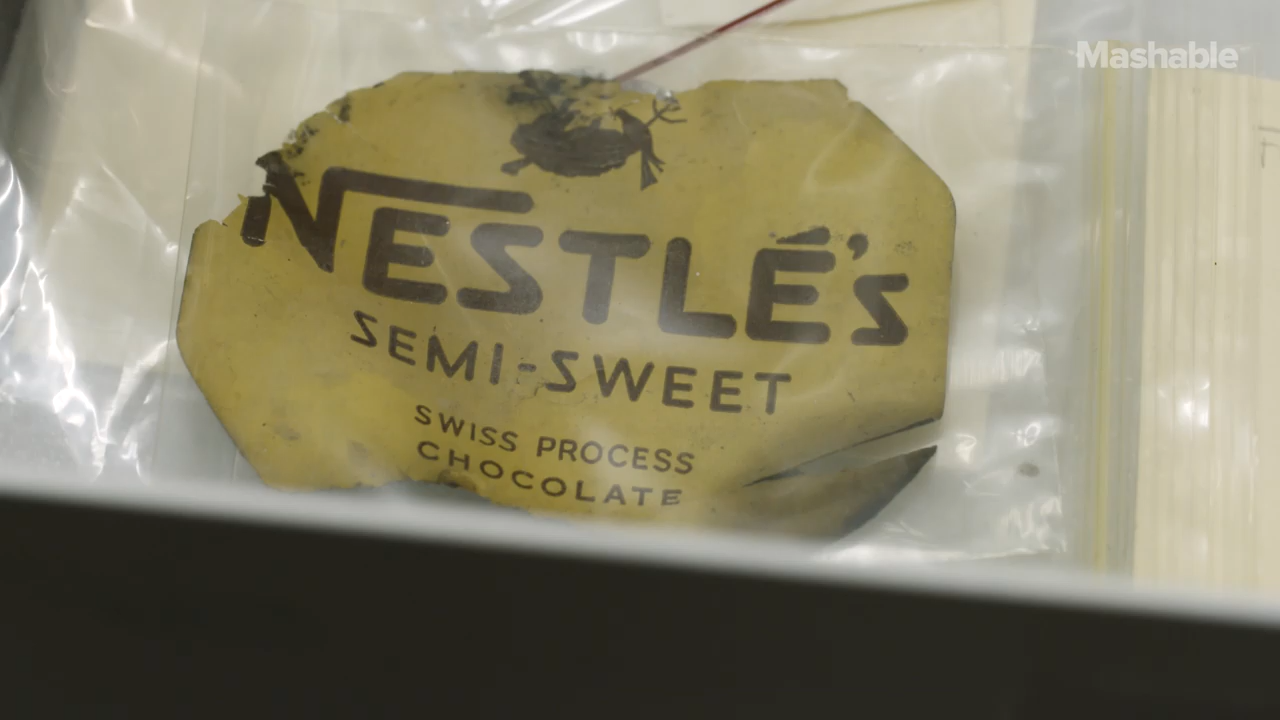 Mashable
NESTLÉ'S
SEMI-SWEET
SWISS PROCESS
CHOCOLATE